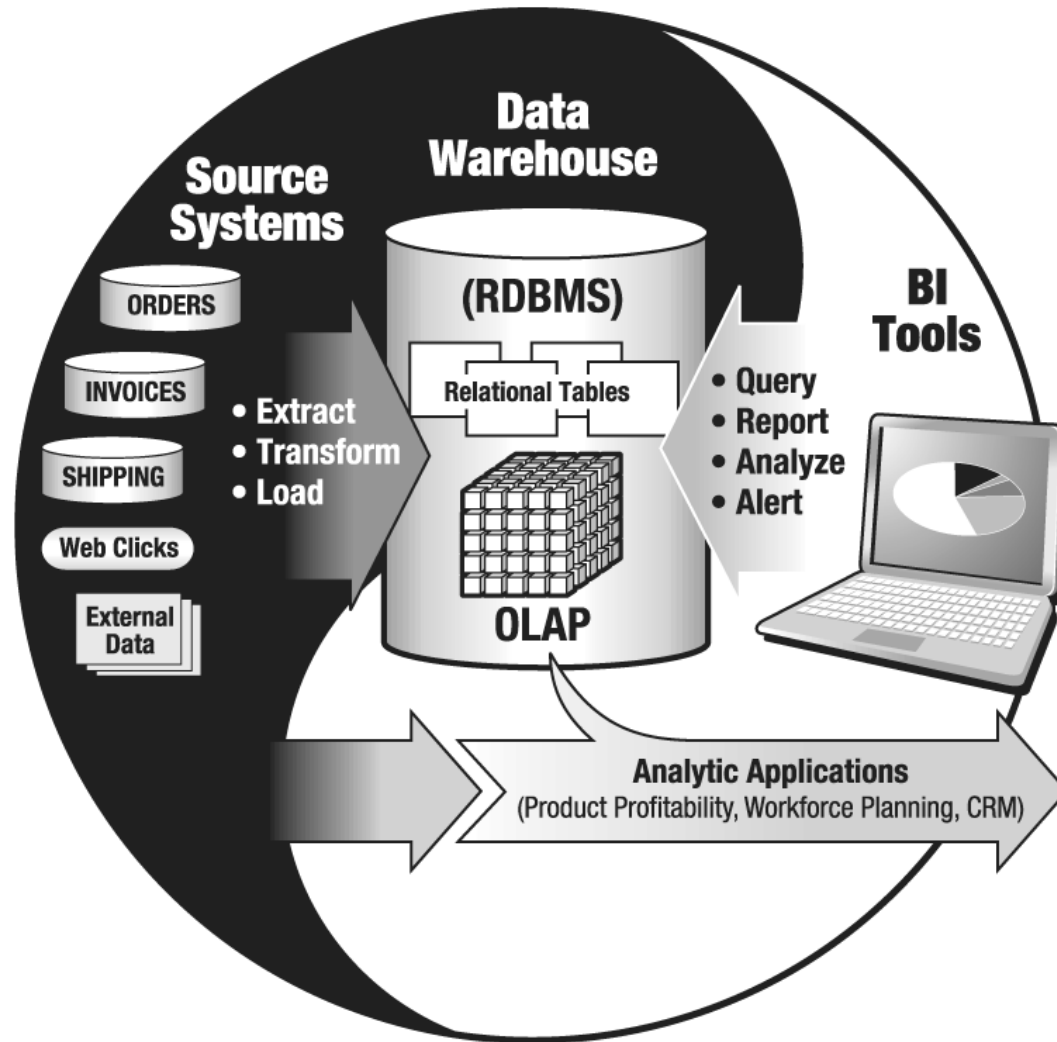 Data
Warehouse
Source
Systems
ORDERS
INVOICES
SHIPPING
Web Clicks
External
Data
• Extract
• Transform
• Load
(RDBMS)
Relational Tables
OLAP
BI
Tools
• Query
• Report
• Analyze
• Alert
Analytic Applications
(Product Profitability, Workforce Planning, CRM)